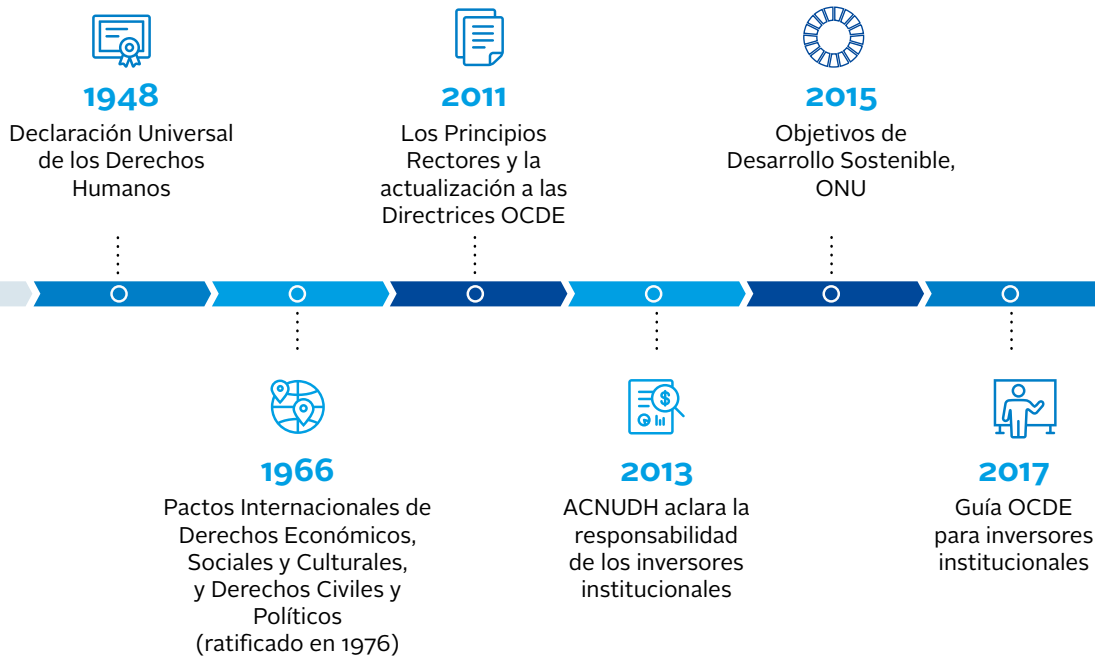 1948
Declaración Universal
de los Derechos
Humanos
2011
Los Principios
Rectores y la
actualización a las
Directrices OCDE
2015
Objetivos de
Desarrollo Sostenible,
ONU
1966
Pactos Internacionales de
Derechos Económicos,
Sociales y Culturales,
y Derechos Civiles y
Políticos
(ratificado en 1976)
$
2013
ACNUDH aclara la
responsabilidad
de los inversores
institucionales
2017
Guía OCDE
para inversores
institucionales